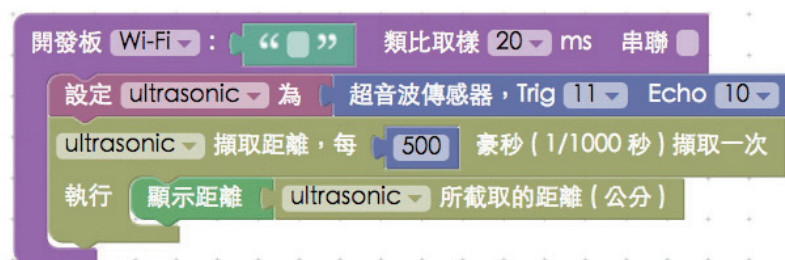 開發板 Wi-Fi : “ ” 類比取樣 20 ms 串聯
設定 ultrasonic 為 超音波傳感器，Trig 11 Echo 10
ultrasonic 擷取距離，每 500 豪秒 ( 1/1000 秒 ) 擷取一次
執行 顯示距離 ultrasonic 所截取的距離 ( 公分 )